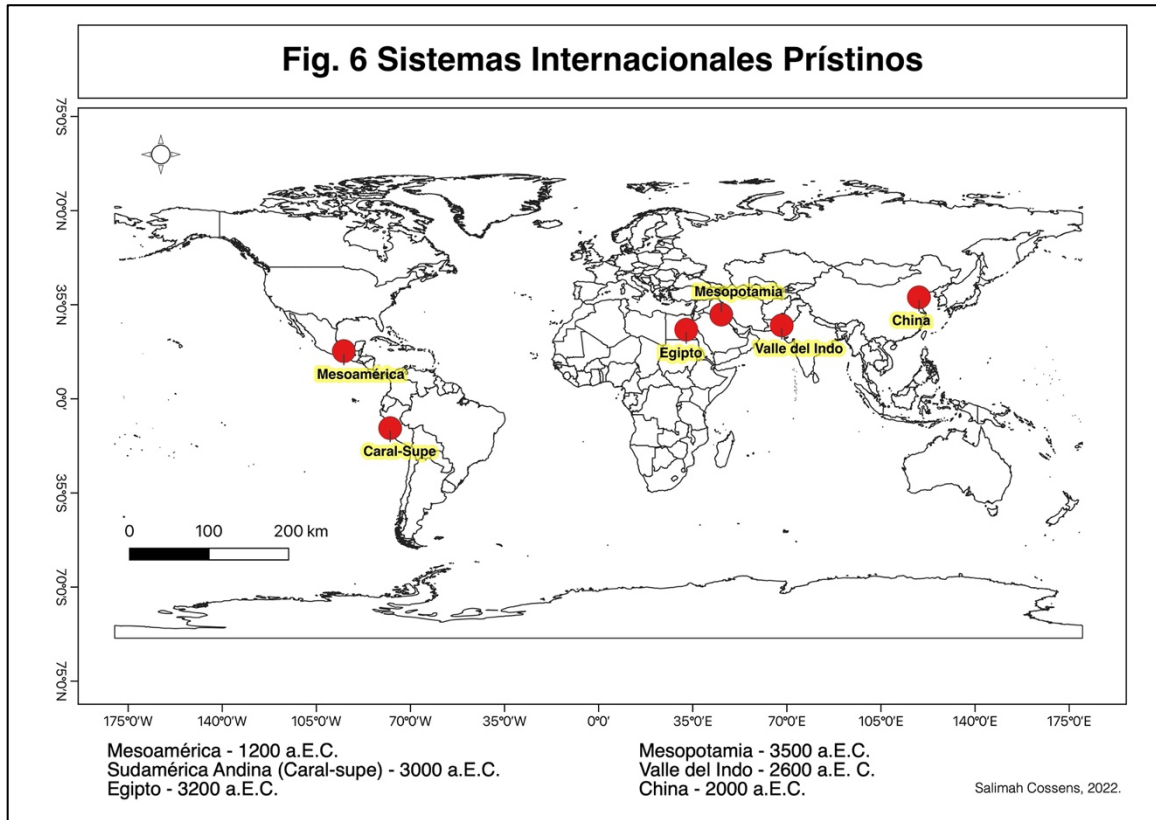 Fig. 6 Sistemas Internacionales Prístinos
75°0'S
70°0'N
35°0'N
0°0'
35°0'S
70°0'N
75°0'N
Mesopotamia
China
Egipto
Valle del Indo
Mesoamérica
Caral-Supe
0 100 200 km
175°0'W 140°0'W 105°0'W 70°0'W 35°0'W 0°0' 35°0'E 70°0'E 105°0'E 140°0'E 175°0'E
Mesoamérica - 1200 a.E.C.
Sudamérica Andina (Caral-supe) - 3000 a.E.C.
Egipto - 3200 a.E.C.
Mesopotamia - 3500 a.E.C.
Valle del Indo - 2600 a.E. C.
China - 2000 a.E.C.
Salimah Cossens, 2022.